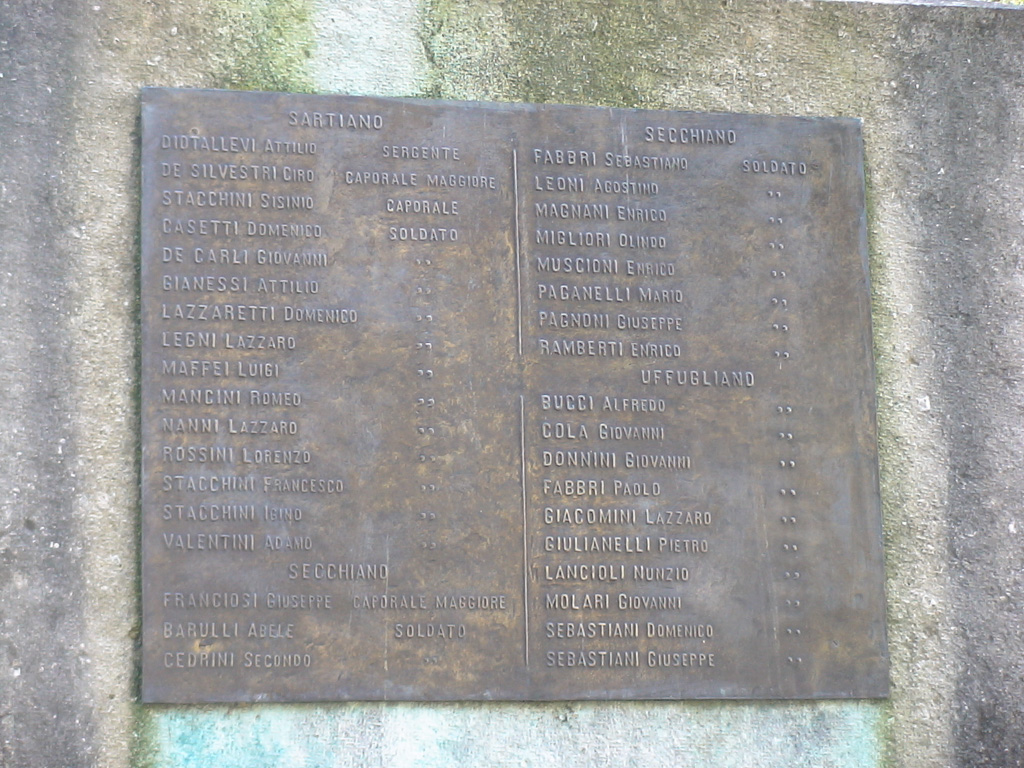 SARTIANO
DIOTALLEVI ATTILIO SERGENTE
DE SILVESTRI CIRO CAPORALE MAGGIORE
STACCHINI SISINIO CAPORALE
CASETTI DOMENICO SOLDATO
DE CARLI GIOVANNI ,,
GIANESSI ATTILIO ,,
LAZZARETTI DOMENICO ,,
LEGNI LAZZARO ,,
MAFFEI LUIGI ,,
MANCINI ROMEO ,,
NANNI LAZZARO ,,
ROSSINI LORENZO ,,
STACCHINI FRANCESCO ,,
STACCHINI IGINO ,,
VALENTINI ADAMO ,,
SECCHIANO
FRANCIOSI GIUSEPPE CAPORALE MAGGIORE
BARULLI ABELE SOLDATO
CEDRINI SECONDO ,,
SECCHIANO
FABBRI SEBASTIANO SOLDATO
LEONI AGOSTINO ,,
MAGNANI ENRICO ,,
MIGLIORI OLINDO ,,
MUSCIONI ENRICO ,,
PAGANELLI MARIO ,,
PAGNONI GIUSEPPE ,,
RAMBERTI ENRICO ,,
UFFUGLIANO
BUCCI ALFREDO ,,
COLA GIOVANNI ,,
DONNINI GIOVANNI ,,
FABBRI PAOLO ,,
GIACOMINI LAZZARO ,,
GIULIANELLI PIETRO ,,
LANCIOLI NUNZIO ,,
MOLARI GIOVANNI ,,
SEBASTIANI DOMENICO ,,
SEBASTIANI GIUSEPPE ,,